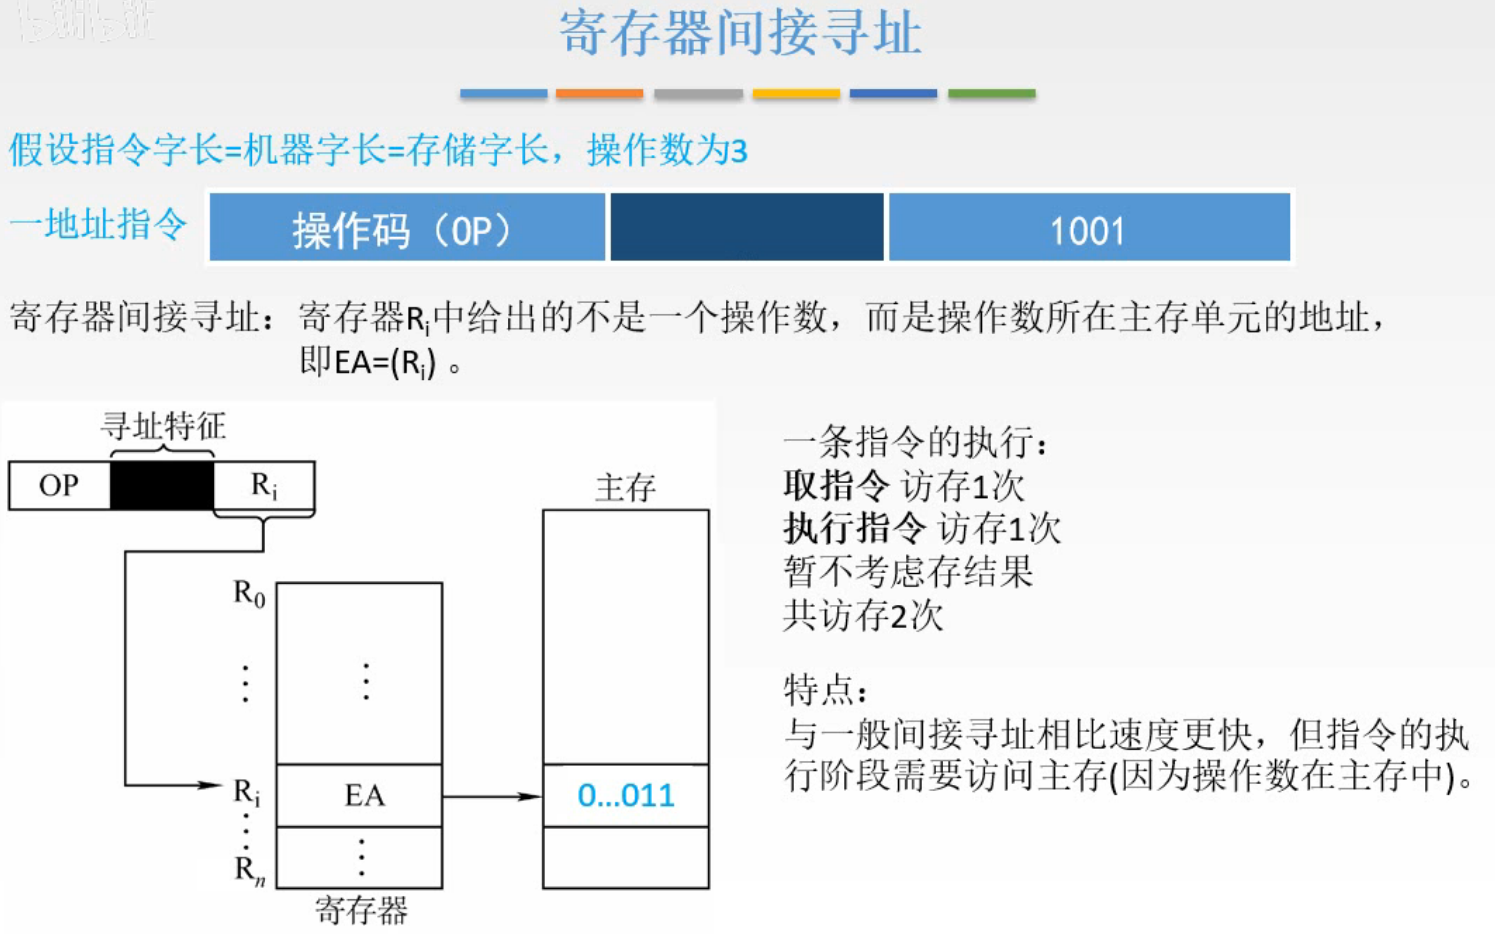 bilibili
寄存器间接寻址
假设指令字长=机器字长=存储字长，操作数为3
一地址指令 操作码（OP） 1001
寄存器间接寻址：寄存器Ri中给出的不是一个操作数，而是操作数所在主存单元的地址，
即EA=(Ri) 。
寻址特征
OP Ri
主存
R0
⋮ ⋮
Ri EA 0...011
⋮ ⋮
Rn
寄存器
一条指令的执行：
取指令 访存1次
执行指令 访存1次
暂不考虑存结果
共访存2次
特点：
与一般间接寻址相比速度更快，但指令的执
行阶段需要访问主存(因为操作数在主存中)。